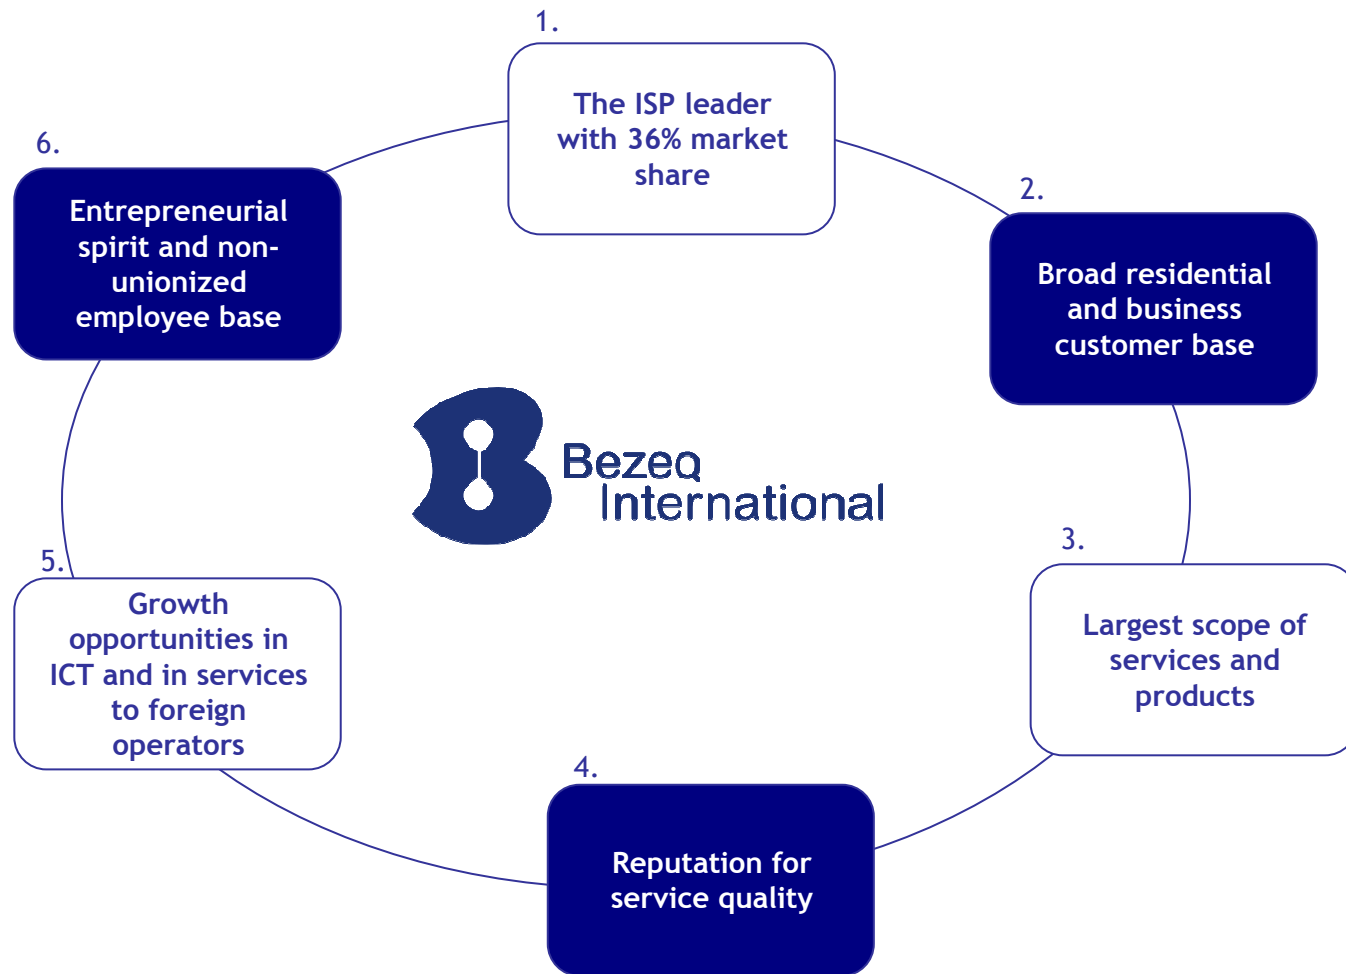 1.
The ISP leader
with 36% market
share
2.
Broad residential
and business
customer base
3.
Largest scope of
services and
products
4.
Reputation for
service quality
5.
Growth
opportunities in
ICT and in services
to foreign
operators
6.
Entrepreneurial
spirit and non-
unionized
employee base
Bezeq
International